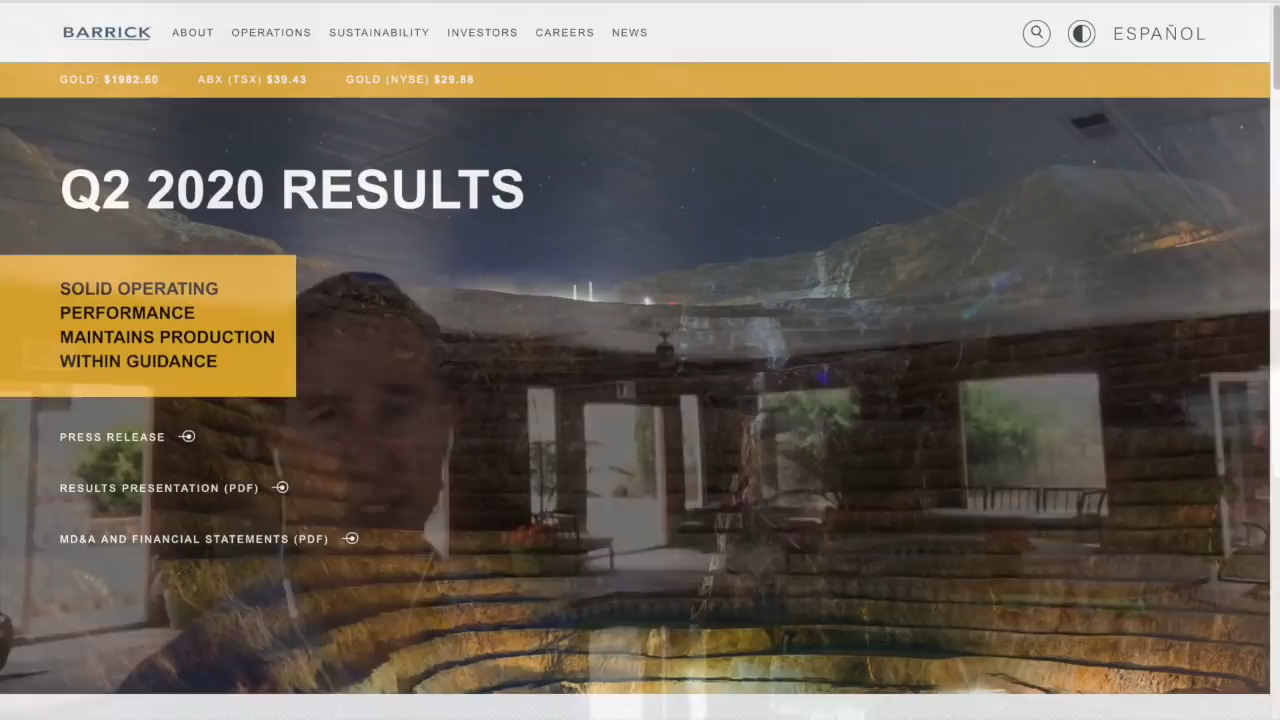 BARRICK ABOUT OPERATIONS SUSTAINABILITY INVESTORS CAREERS NEWS ESPAÑOL
GOLD: $1982.50 ABX (TSX) $39.43 GOLD (NYSE) $29.88
Q2 2020 RESULTS
SOLID OPERATING
PERFORMANCE
MAINTAINS PRODUCTION
WITHIN GUIDANCE
PRESS RELEASE
RESULTS PRESENTATION (PDF)
MD&A AND FINANCIAL STATEMENTS (PDF)